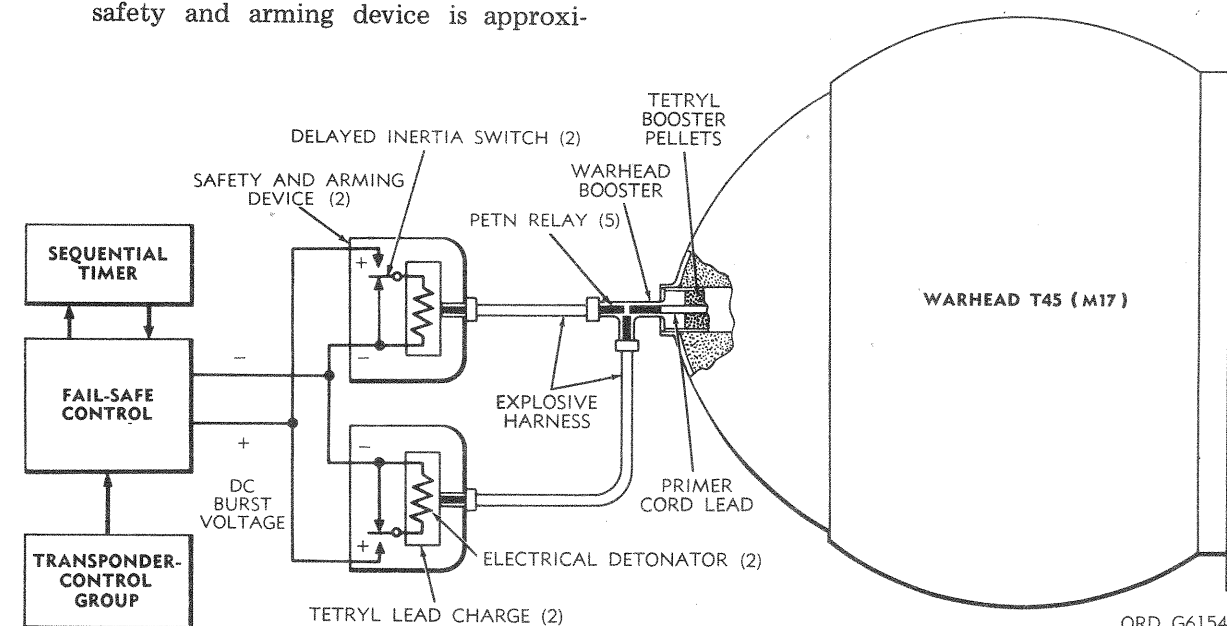 safety and arming device is approxi-
TETRYL
BOOSTER
PELLETS
DELAYED INERTIA SWITCH (2)
WARHEAD
BOOSTER
SAFETY AND ARMING
DEVICE (2)
PETN RELAY (5)
SEQUENTIAL
TIMER
+
WARHEAD T45 (M17)
–
–
FAIL-SAFE
CONTROL
EXPLOSIVE
HARNESS
+
–
DC
BURST
VOLTAGE
PRIMER
CORD LEAD
+
ELECTRICAL DETONATOR (2)
TRANSPONDER-
CONTROL
GROUP
TETRYL LEAD CHARGE (2)
ORD G6154